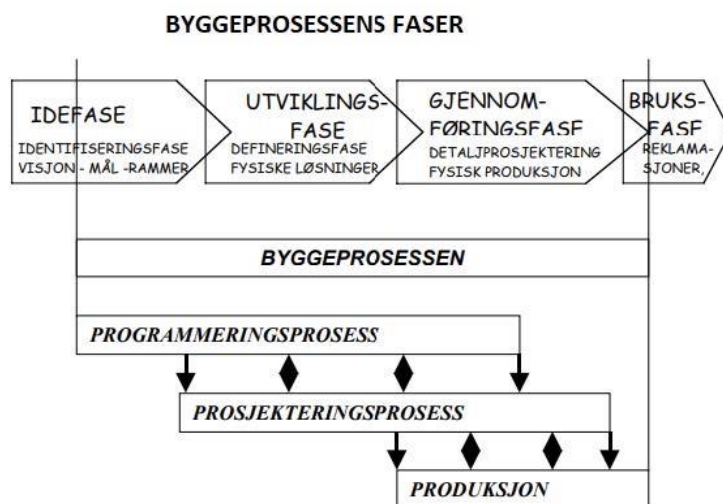 BYGGEPROSESSENS FASER
IDEFASE
IDENTIFISERINGSFASE
VISJON - MÅL -RAMMER
UTVIKLINGS-
FASE
DEFINERINGSFASE
FYSISKE LØSNINGER
GJENNOM-
FØRINGSFASE
DETALJPROSJEKTERING
FYSISK PRODUKSJON
BRUKS-
FASE
REKLAMA-
SJONER,
BYGGEPROSESSEN
PROGRAMMERINGSPROSESS
PROSJEKTERINGSPROSESS
PRODUKSJON